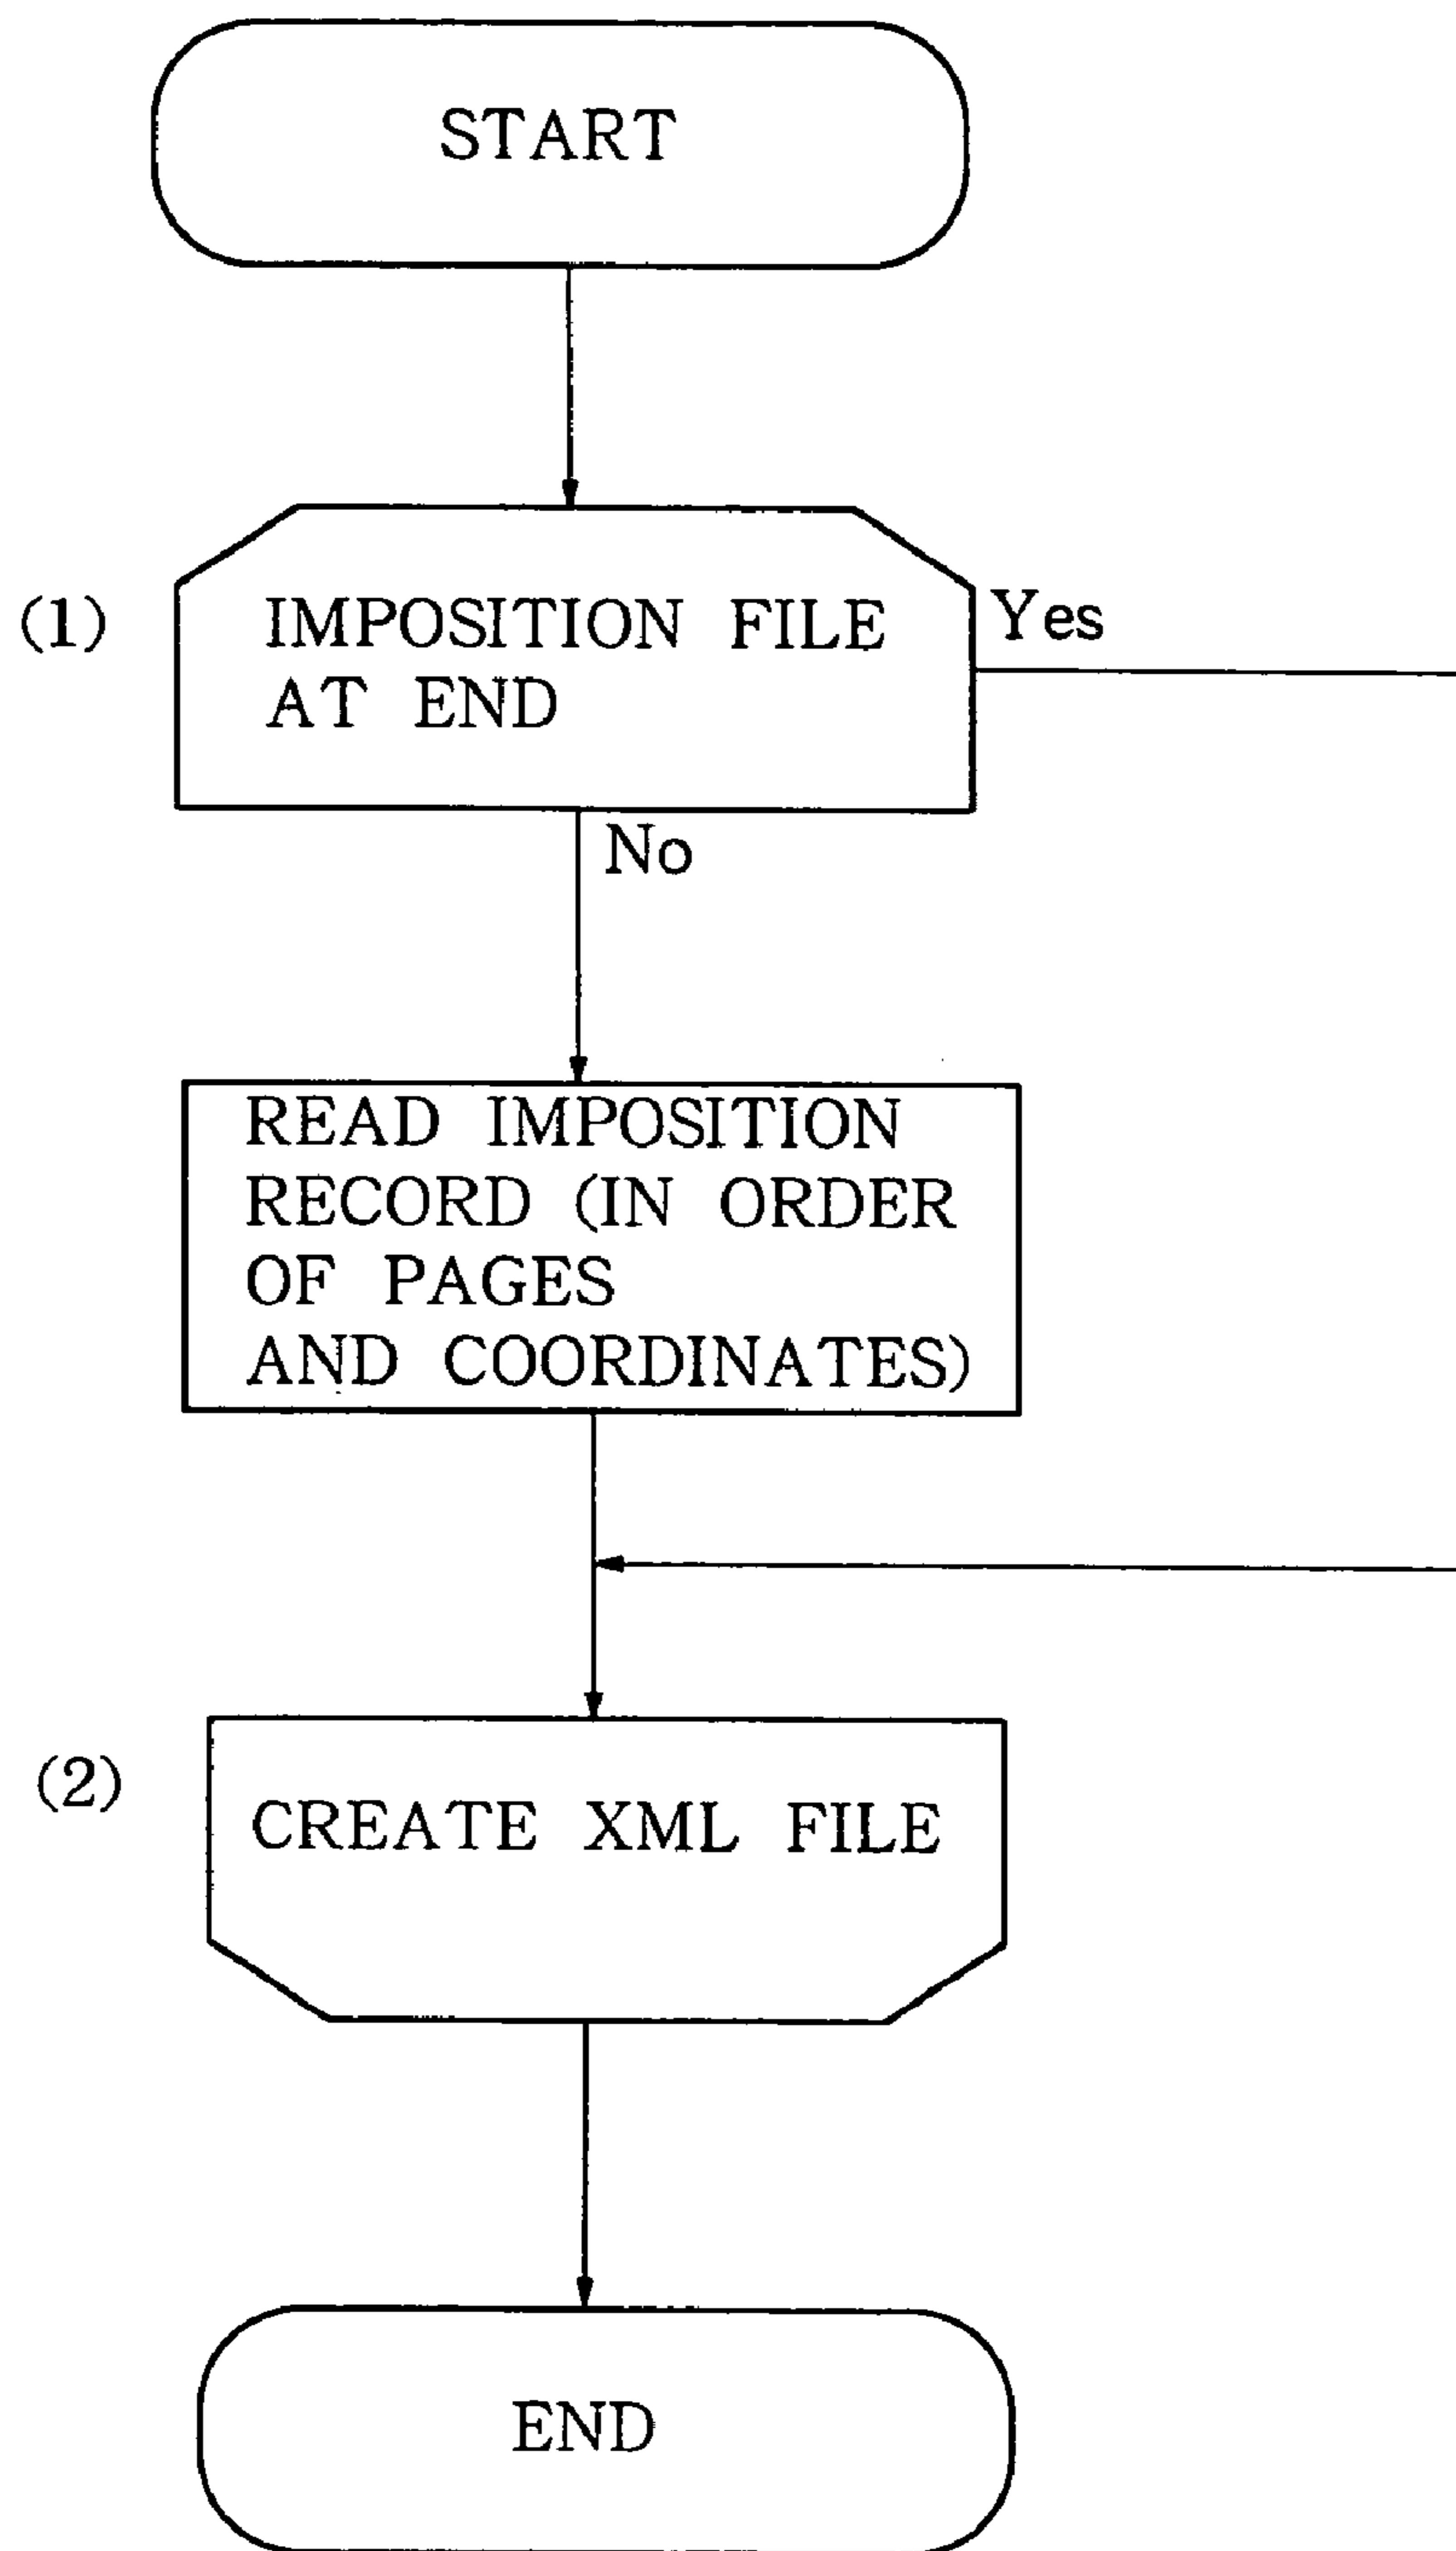 START
(1)
IMPOSITION FILE
AT END
Yes
No
READ IMPOSITION
RECORD (IN ORDER
OF PAGES
AND COORDINATES)
(2)
CREATE XML FILE
END